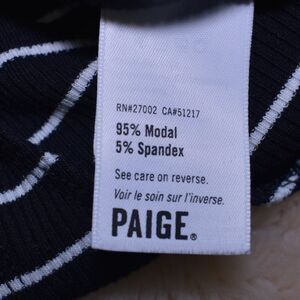 RN#27002 CA#51217
95% Modal
5% Spandex
See care on reverse.
Voir le soin sur l'inverse.
PAIGE®